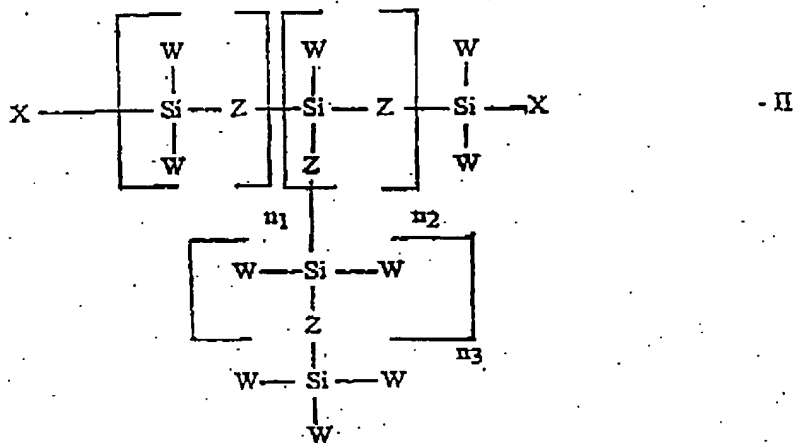 W W W
X Si Z Si Z Si X - II
W Z W
n1 n2
W Si W
Z
n3
W Si W
W